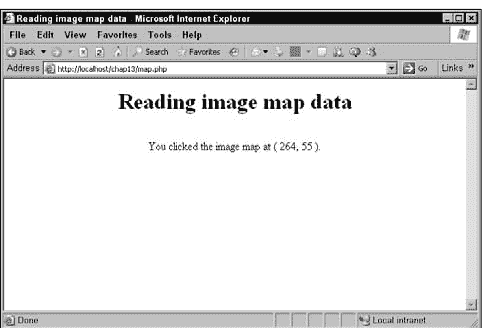 Reading image map data - Microsoft Internet Explorer
File Edit View Favorites Tools Help
Back Search Favorites
Address http://localhost/chap13/map.php Go Links »
Reading image map data
You clicked the image map at ( 264, 55 ).
Done Local intranet